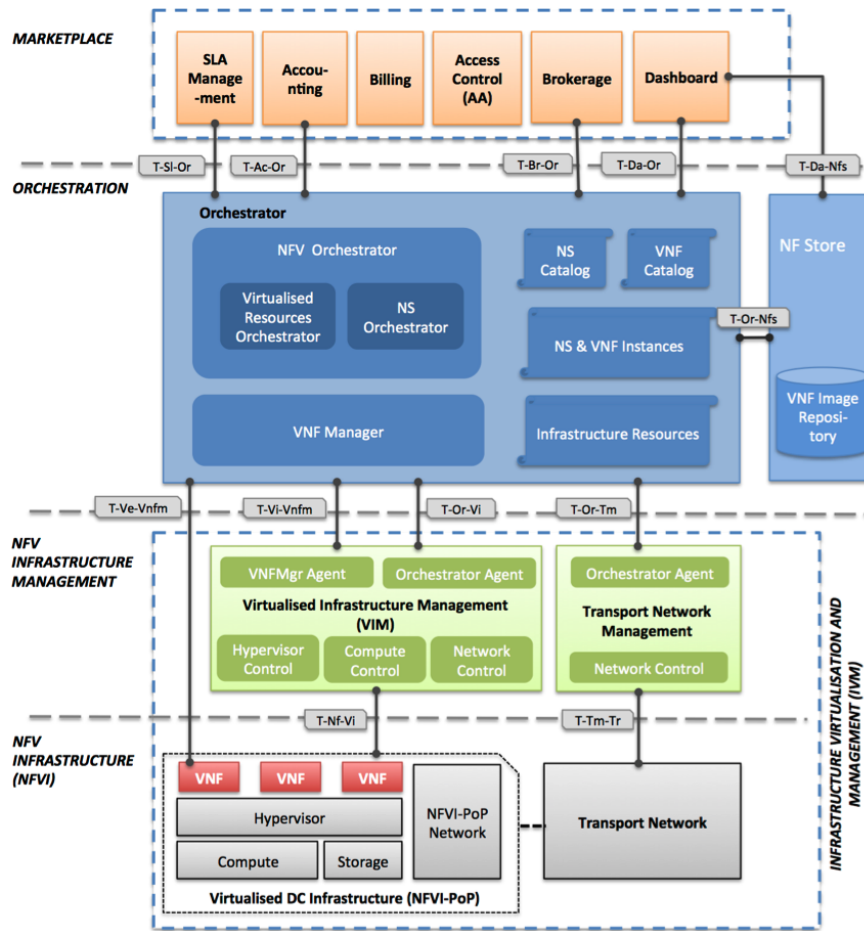 MARKETPLACE
SLA
Manage
-ment
Accou-
nting
Billing
Access
Control
(AA)
Brokerage
Dashboard
T-Sl-Or
T-Ac-Or
T-Br-Or
T-Da-Or
T-Da-Nfs
ORCHESTRATION
Orchestrator
NFV Orchestrator
Virtualised
Resources
Orchestrator
NS
Orchestrator
NS
Catalog
VNF
Catalog
NF Store
T-Or-Nfs
NS & VNF Instances
VNF Image
Reposi-
tory
VNF Manager
Infrastructure Resources
T-Ve-Vnfm
T-Vi-Vnfm
T-Or-Vi
T-Or-Tm
NFV
INFRASTRUCTURE
MANAGEMENT
VNFMgr Agent
Orchestrator Agent
Virtualised Infrastructure Management
(VIM)
Hypervisor
Control
Compute
Control
Network
Control
Orchestrator Agent
Transport Network
Management
Network Control
INFRASTRUCTURE VIRTUALISATION AND
MANAGEMENT (IVM)
T-Nf-Vi
T-Tm-Tr
NFV
INFRASTRUCTURE
(NFVI)
VNF
VNF
VNF
Hypervisor
Compute
Storage
NFVI-PoP
Network
Virtualised DC Infrastructure (NFVI-PoP)
Transport Network